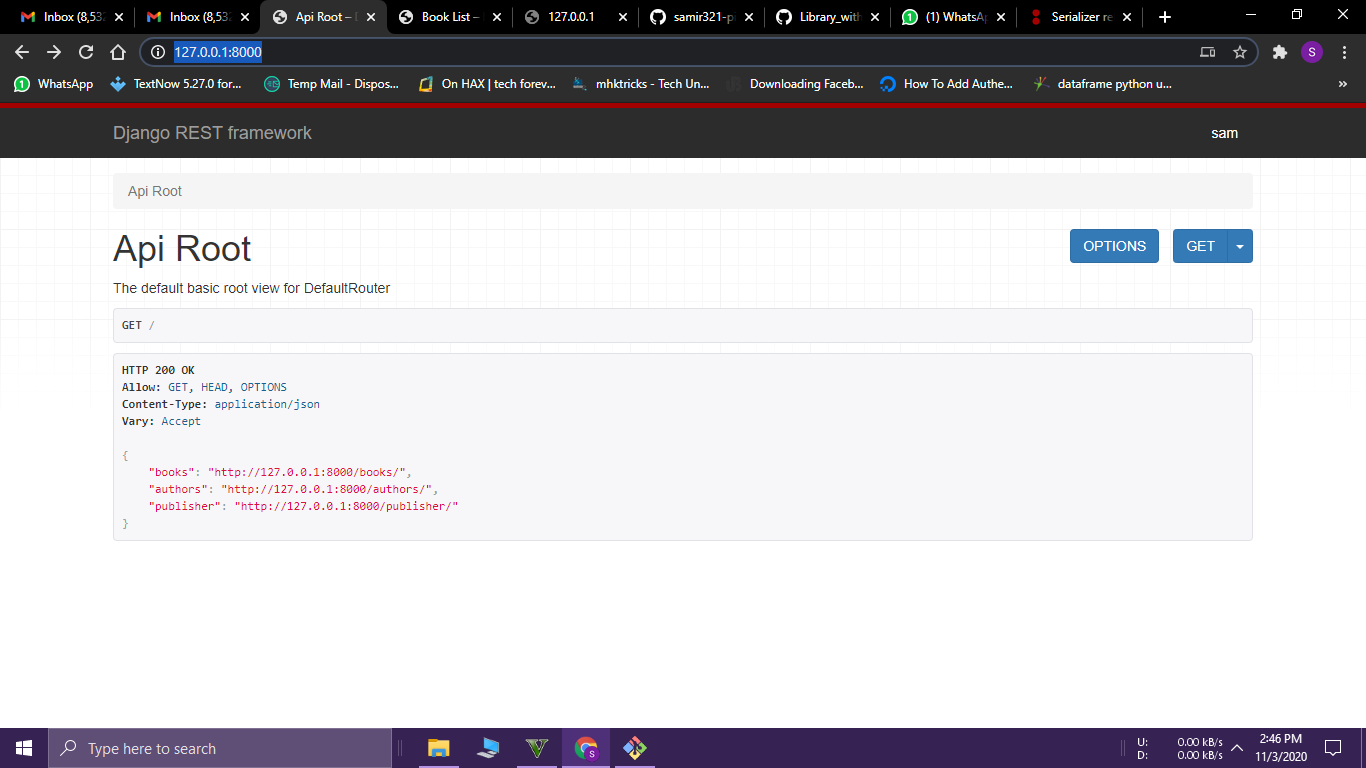 Inbox (8,532 Inbox (8,532 Api Root – D Book List – 127.0.0.1 samir321-p Library_with (1) WhatsAp Serializer re
127.0.0.1:8000 S
WhatsApp TextNow 5.27.0 for... Temp Mail - Dispos... On HAX | tech forev... mhktricks - Tech Un... Downloading Faceb... How To Add Authe... dataframe python u... »
Django REST framework sam
Api Root
Api Root OPTIONS GET
The default basic root view for DefaultRouter
GET /
HTTP 200 OK
Allow: GET, HEAD, OPTIONS
Content-Type: application/json
Vary: Accept
{
"books": "http://127.0.0.1:8000/books/",
"authors": "http://127.0.0.1:8000/authors/",
"publisher": "http://127.0.0.1:8000/publisher/"
}
Type here to search
U: 0.00 kB/s 2:46 PM
D: 0.00 kB/s 11/3/2020